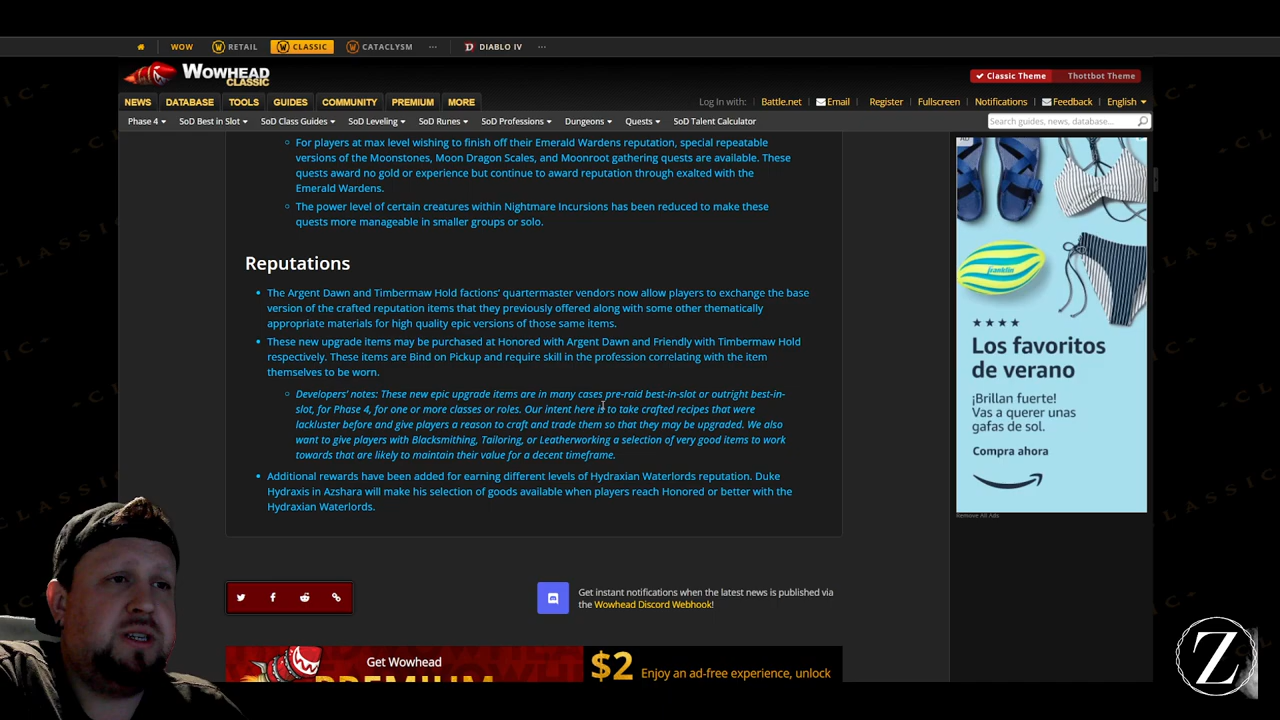 WOW RETAIL CLASSIC CATACLYSM ... DIABLO IV ...
WOWHEAD
CLASSIC
Classic Theme Thottbot Theme
NEWS DATABASE TOOLS GUIDES COMMUNITY PREMIUM MORE
Log In with: Battle.net Email Register Fullscreen Notifications Feedback English
Phase 4 SoD Best in Slot SoD Class Guides SoD Leveling SoD Runes SoD Professions Dungeons Quests SoD Talent Calculator
Search guides, news, database...
For players at max level wishing to finish off their Emerald Wardens reputation, special repeatable
versions of the Moonstones, Moon Dragon Scales, and Moonroot gathering quests are available. These
quests award no gold or experience but continue to award reputation through exalted with the
Emerald Wardens.
The power level of certain creatures within Nightmare Incursions has been reduced to make these
quests more manageable in smaller groups or solo.
Reputations
The Argent Dawn and Timbermaw Hold factions' quartermaster vendors now allow players to exchange the base
version of the crafted reputation items that they previously offered along with some other thematically
appropriate materials for high quality epic versions of those same items.
These new upgrade items may be purchased at Honored with Argent Dawn and Friendly with Timbermaw Hold
respectively. These items are Bind on Pickup and require skill in the profession correlating with the item
themselves to be worn.
Developers' notes: These new epic upgrade items are in many cases pre-raid best-in-slot or outright best-in-
slot, for Phase 4, for one or more classes or roles. Our intent here is to take crafted recipes that were
lackluster before and give players a reason to craft and trade them so that they may be upgraded. We also
want to give players with Blacksmithing, Tailoring, or Leatherworking a selection of very good items to work
towards that are likely to maintain their value for a decent timeframe.
Additional rewards have been added for earning different levels of Hydraxian Waterlords reputation. Duke
Hydraxis in Azshara will make his selection of goods available when players reach Honored or better with the
Hydraxian Waterlords.
franklin
Los favoritos
de verano
¡Brillan fuerte!
Vas a querer unas
gafas de sol.
Compra ahora
Remove All Ads
Get instant notifications when the latest news is published via
the Wowhead Discord Webhook!
Get Wowhead
PREMIUM
$2 Enjoy an ad-free experience, unlock
Z